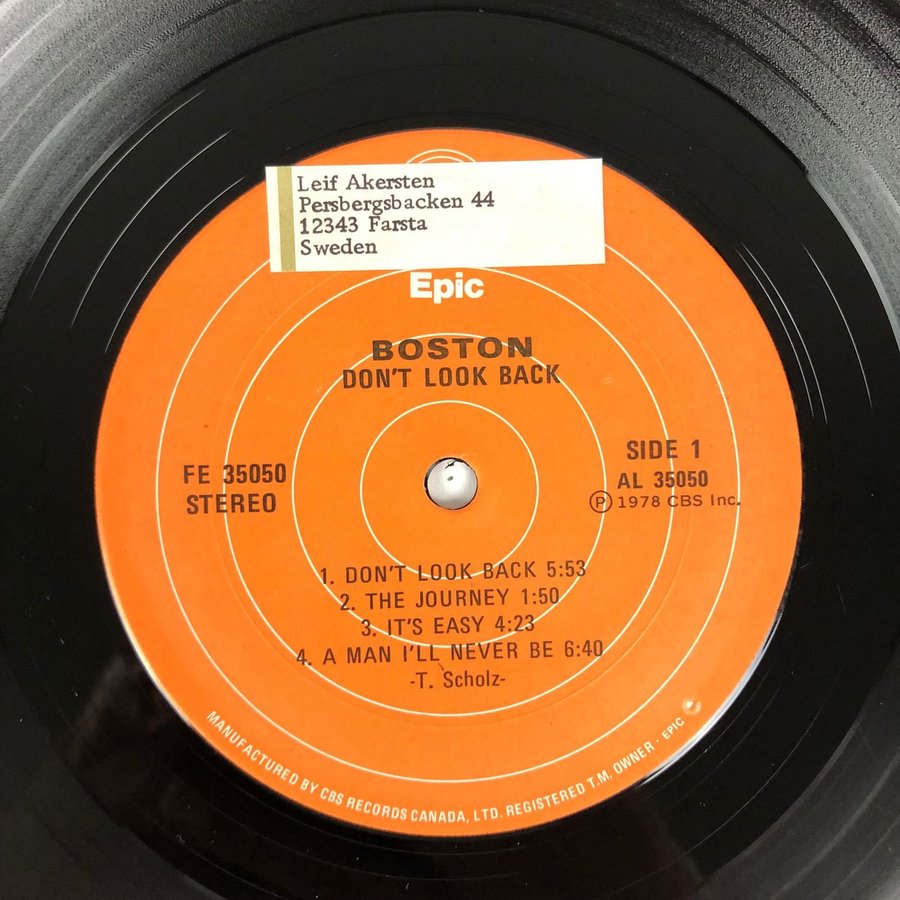 Leif Akersten
Persbergsbacken 44
12343 Farsta
Sweden
Epic
BOSTON
DON'T LOOK BACK
FE 35050
STEREO
SIDE 1
AL 35050
Ⓟ 1978 CBS Inc.
1. DON'T LOOK BACK 5:53
2. THE JOURNEY 1:50
3. IT'S EASY 4:23
4. A MAN I'LL NEVER BE 6:40
-T. Scholz-
MANUFACTURED BY CBS RECORDS CANADA, LTD. REGISTERED T.M. OWNER - EPIC